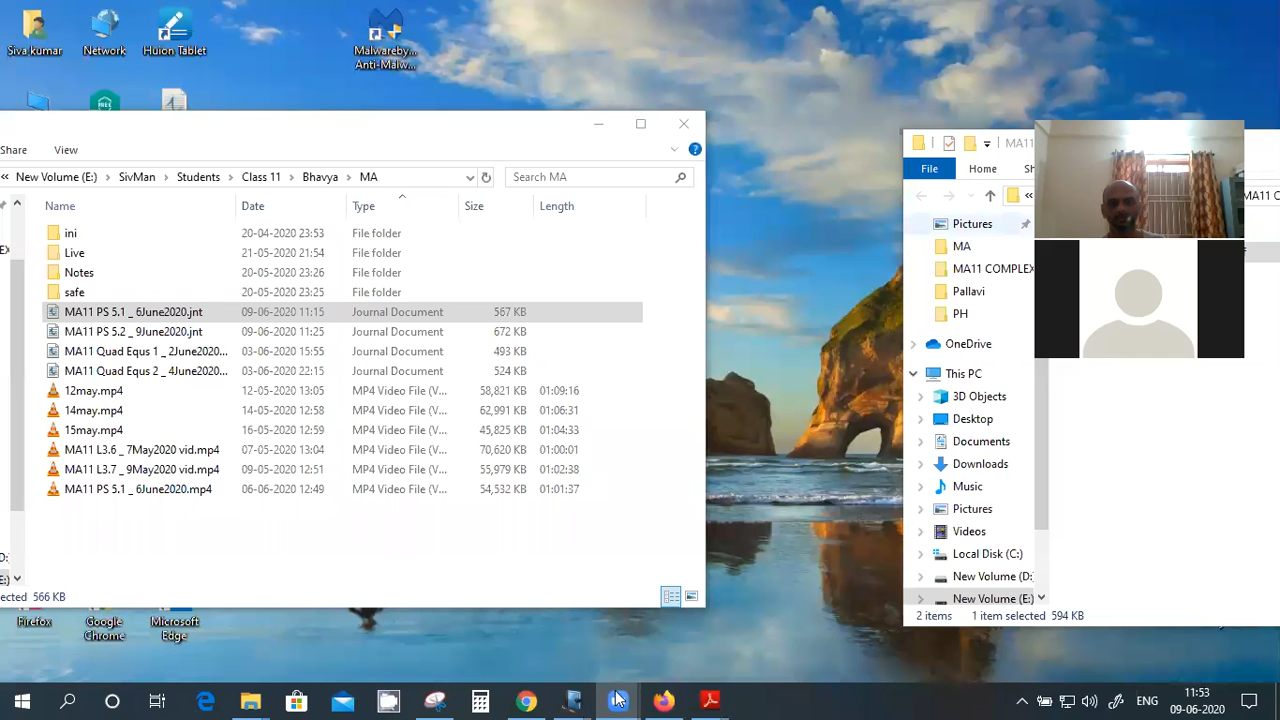 Siva kumar
Network
Huion Tablet
Malwareby...
Anti-Malw...
FREE
Share View
« New Volume (E:) > SivMan > Students > Class 11 > Bhavya > MA
Search MA
Name Date Type Size Length
ini 20-04-2020 23:53 File folder
Live 21-05-2020 21:54 File folder
Notes 20-05-2020 23:26 File folder
safe 20-05-2020 23:25 File folder
MA11 PS 5.1 _ 6June2020.jnt 09-06-2020 11:15 Journal Document 567 KB
MA11 PS 5.2 _ 9June2020.jnt 09-06-2020 11:25 Journal Document 672 KB
MA11 Quad Equs 1 _ 2June2020... 03-06-2020 15:55 Journal Document 493 KB
MA11 Quad Equs 2 _ 4June2020... 03-06-2020 22:15 Journal Document 524 KB
12may.mp4 12-05-2020 13:05 MP4 Video File (V... 58,821 KB 01:09:16
14may.mp4 14-05-2020 12:58 MP4 Video File (V... 62,991 KB 01:06:31
15may.mp4 16-05-2020 12:59 MP4 Video File (V... 45,825 KB 01:04:33
MA11 L3.6 _ 7May2020 vid.mp4 07-05-2020 13:04 MP4 Video File (V... 70,620 KB 01:00:01
MA11 L3.7 _ 9May2020 vid.mp4 09-05-2020 12:51 MP4 Video File (V... 55,979 KB 01:02:38
MA11 PS 5.1 _ 6June2020.mp4 06-06-2020 12:49 MP4 Video File (V... 54,532 KB 01:01:37
D:
E:)
ected 566 KB
MA11
File Home Sh
«
MA11 C
Pictures
MA
MA11 COMPLEX
Pallavi
PH
OneDrive
This PC
3D Objects
Desktop
Documents
Downloads
Music
Pictures
Videos
Local Disk (C:)
New Volume (D:
New Volume (E:)
2 items 1 item selected 594 KB
Firefox
Google
Chrome
Microsoft
Edge
ENG
11:53
09-06-2020